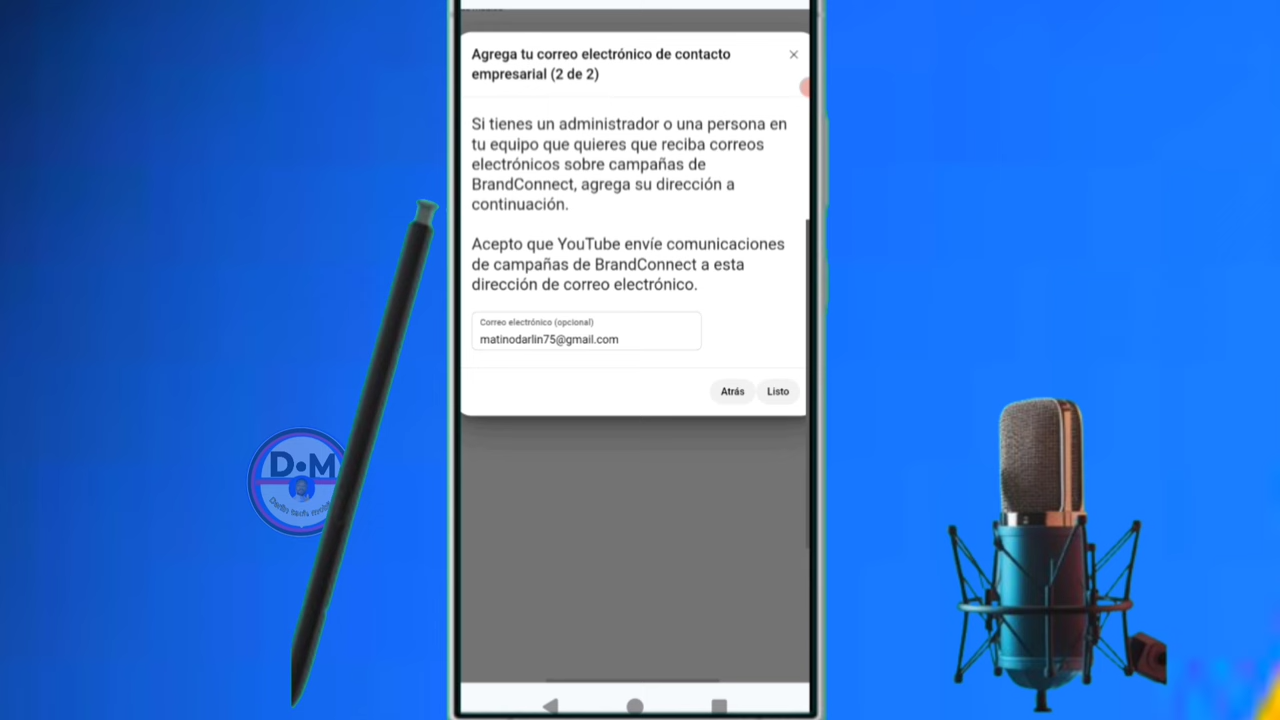 Agrega tu correo electrónico de contacto
empresarial (2 de 2)
Si tienes un administrador o una persona en
tu equipo que quieres que reciba correos
electrónicos sobre campañas de
BrandConnect, agrega su dirección a
continuación.
Acepto que YouTube envíe comunicaciones
de campañas de BrandConnect a esta
dirección de correo electrónico.
Correo electrónico (opcional)
matinodarlin75@gmail.com
Atrás
Listo
D•M